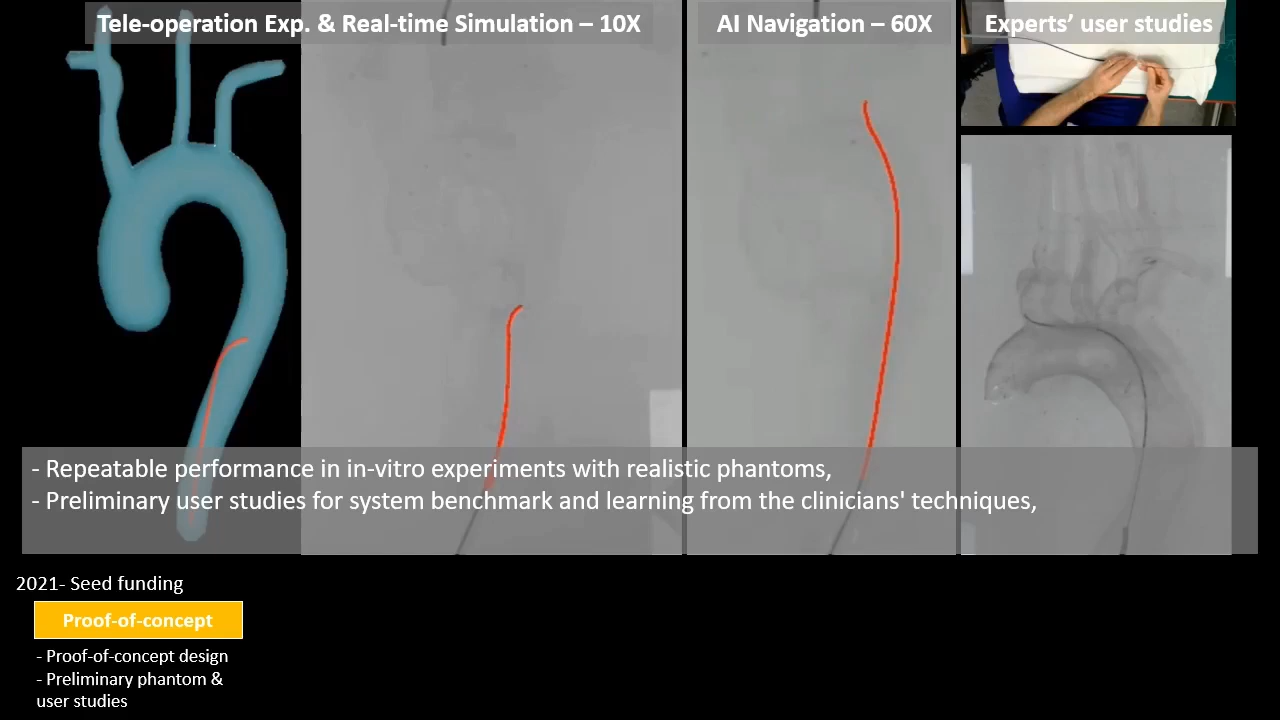 Tele-operation Exp. & Real-time Simulation – 10X
AI Navigation – 60X
Experts’ user studies
- Repeatable performance in in-vitro experiments with realistic phantoms,
- Preliminary user studies for system benchmark and learning from the clinicians' techniques,
2021- Seed funding
Proof-of-concept
- Proof-of-concept design
- Preliminary phantom &
user studies